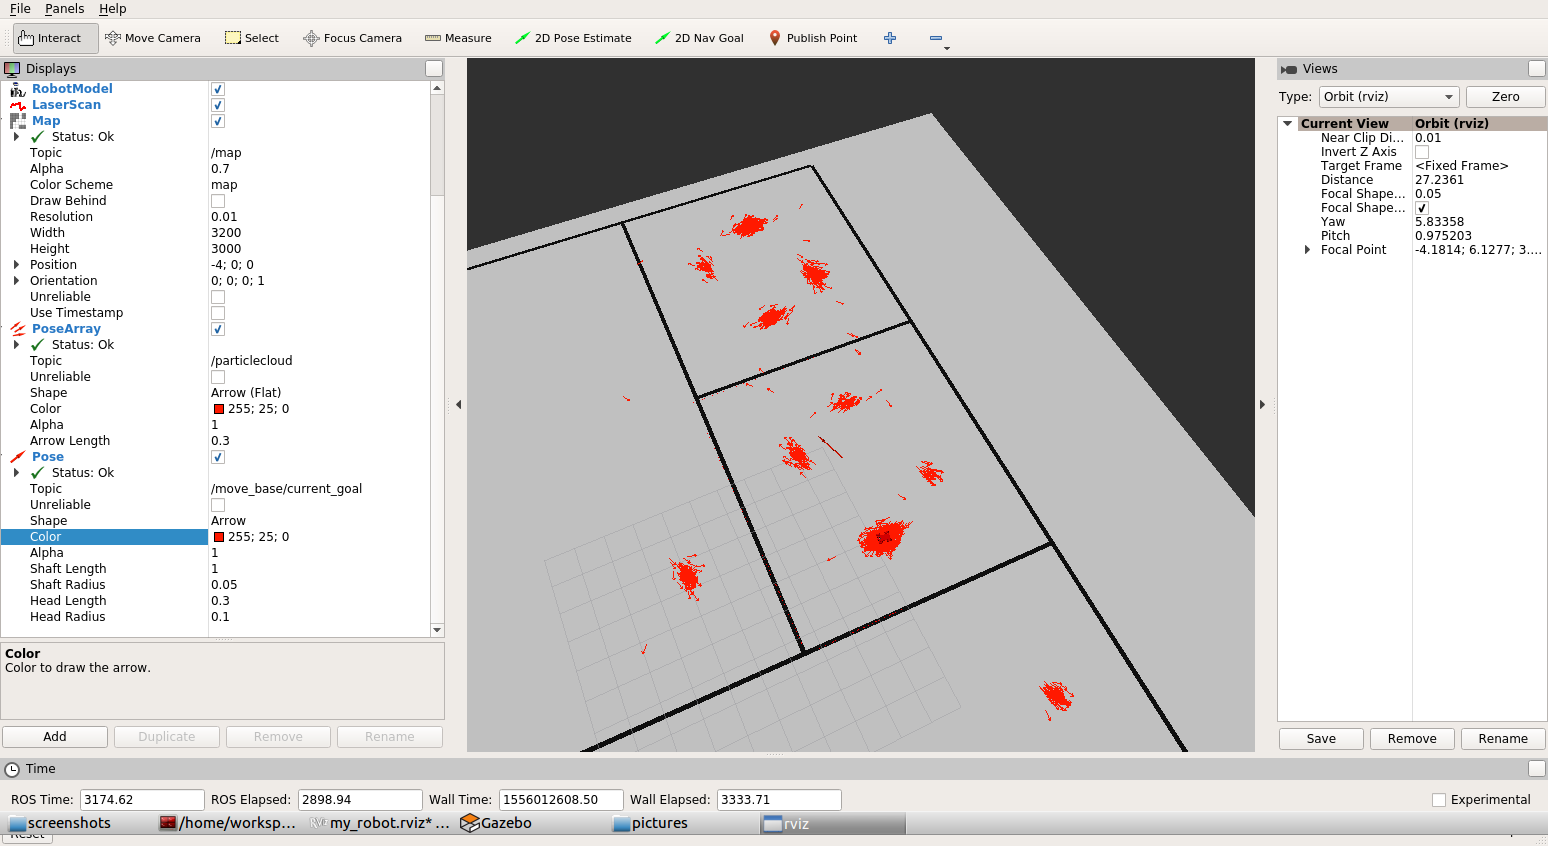 File Panels Help
Interact Move Camera Select Focus Camera Measure 2D Pose Estimate 2D Nav Goal Publish Point
Displays
RobotModel
LaserScan
Map
Status: Ok
Topic /map
Alpha 0.7
Color Scheme map
Draw Behind
Resolution 0.01
Width 3200
Height 3000
Position -4; 0; 0
Orientation 0; 0; 0; 1
Unreliable
Use Timestamp
PoseArray
Status: Ok
Topic /particlecloud
Unreliable
Shape Arrow (Flat)
Color 255; 25; 0
Alpha 1
Arrow Length 0.3
Pose
Status: Ok
Topic /move_base/current_goal
Unreliable
Shape Arrow
Color 255; 25; 0
Alpha 1
Shaft Length 1
Shaft Radius 0.05
Head Length 0.3
Head Radius 0.1
Color
Color to draw the arrow.
Add Duplicate Remove Rename
Views
Type: Orbit (rviz) Zero
Current View Orbit (rviz)
Near Clip Di... 0.01
Invert Z Axis
Target Frame <Fixed Frame>
Distance 27.2361
Focal Shape... 0.05
Focal Shape...
Yaw 5.83358
Pitch 0.975203
Focal Point -4.1814; 6.1277; 3....
Save Remove Rename
Time
ROS Time: 3174.62 ROS Elapsed: 2898.94 Wall Time: 1556012608.50 Wall Elapsed: 3333.71 Experimental
screenshots /home/worksp... my_robot.rviz* ... Gazebo pictures rviz
Reset